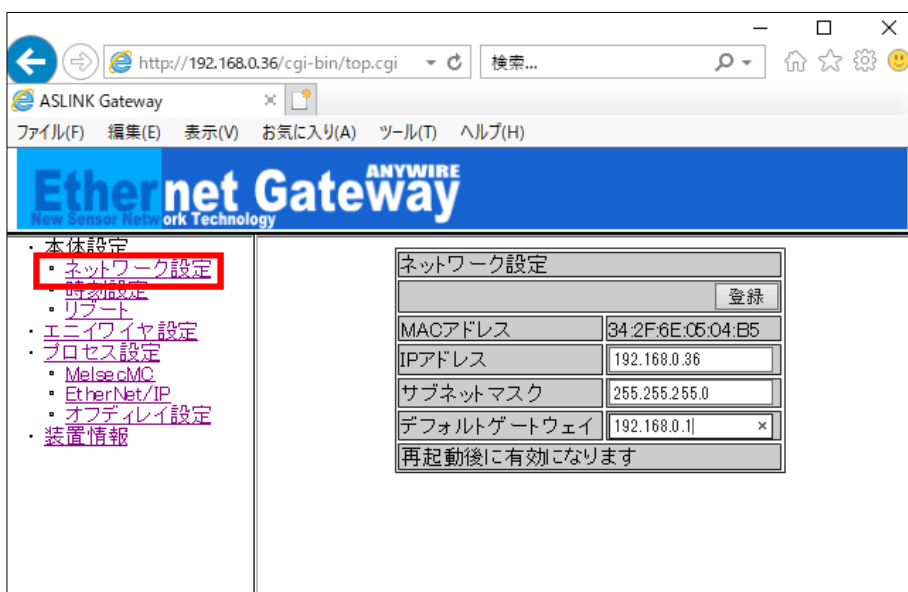 http://192.168.0.36/cgi-bin/top.cgi
検索...
ASLINK Gateway
ファイル(F) 編集(E) 表示(V) お気に入り(A) ツール(T) ヘルプ(H)
Ethernet Gateway
ANYWIRE
New Sensor Network Technology
・本体設定
ネットワーク設定
時刻設定
リブート
・エニイワイヤ設定
・プロセス設定
MelsecMC
EtherNet/IP
オフディレイ設定
・装置情報
ネットワーク設定
登録
MACアドレス 34:2F:6E:05:04:B5
IPアドレス 192.168.0.36
サブネットマスク 255.255.255.0
デフォルトゲートウェイ 192.168.0.1
再起動後に有効になります